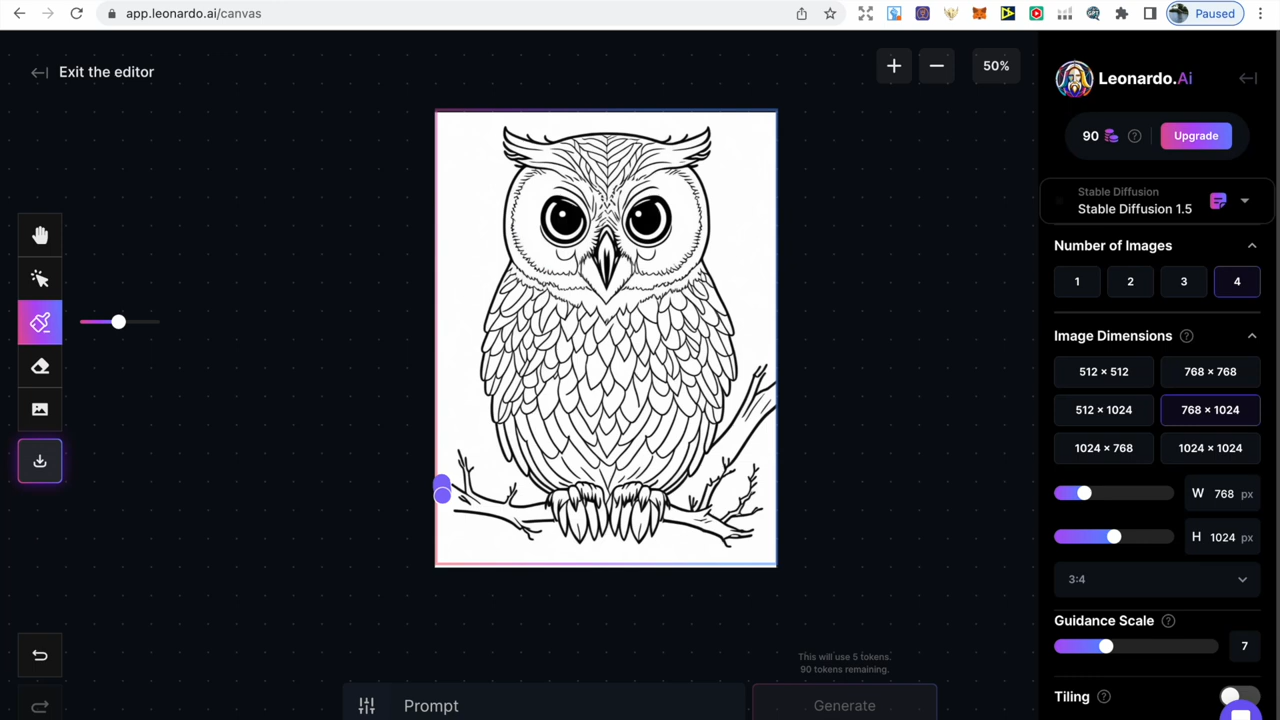 app.leonardo.ai/canvas
Paused
Exit the editor
50%
Leonardo.Ai
90
Upgrade
Stable Diffusion
Stable Diffusion 1.5
Number of Images
1 2 3 4
Image Dimensions
512 × 512 768 × 768
512 × 1024 768 × 1024
1024 × 768 1024 × 1024
W 768 px
H 1024 px
3:4
Guidance Scale
7
This will use 5 tokens.
90 tokens remaining.
Tiling
Prompt
Generate